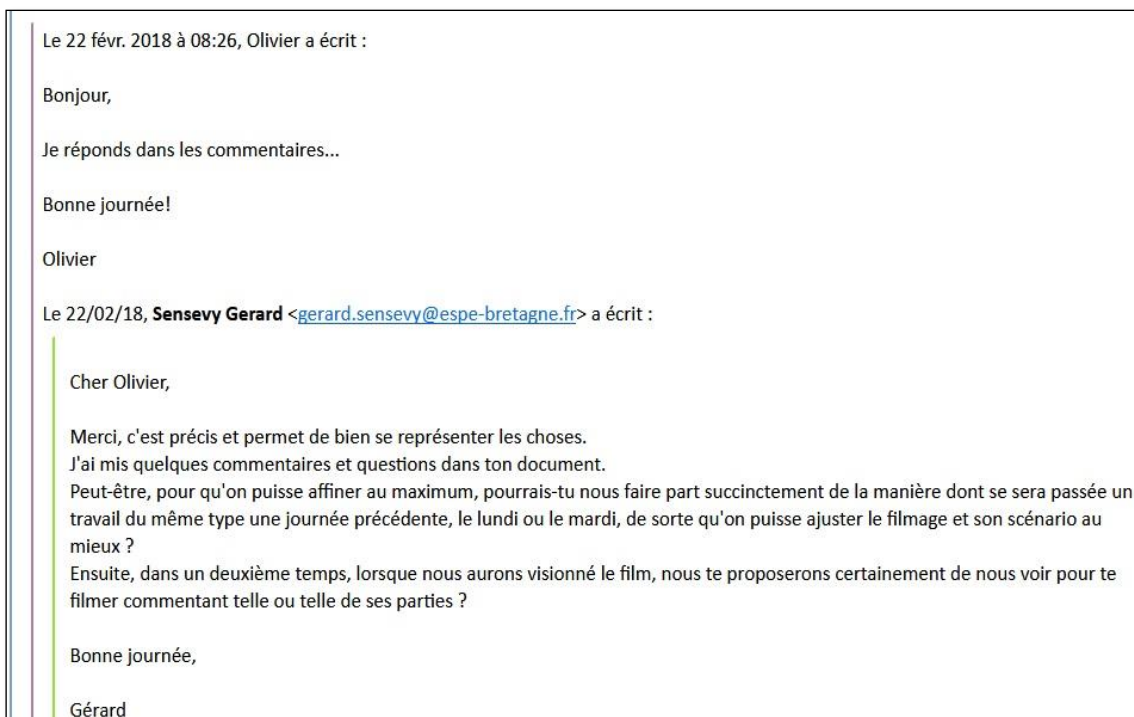 Le 22 févr. 2018 à 08:26, Olivier a écrit :
Bonjour,
Je réponds dans les commentaires...
Bonne journée!
Olivier
Le 22/02/18, Sensevy Gerard <gerard.sensevy@espe-bretagne.fr> a écrit :
Cher Olivier,
Merci, c'est précis et permet de bien se représenter les choses.
J'ai mis quelques commentaires et questions dans ton document.
Peut-être, pour qu'on puisse affiner au maximum, pourrais-tu nous faire part succinctement de la manière dont se sera passée un
travail du même type une journée précédente, le lundi ou le mardi, de sorte qu'on puisse ajuster le filmage et son scénario au
mieux ?
Ensuite, dans un deuxième temps, lorsque nous aurons visionné le film, nous te proposerons certainement de nous voir pour te
filmer commentant telle ou telle de ses parties ?
Bonne journée,
Gérard